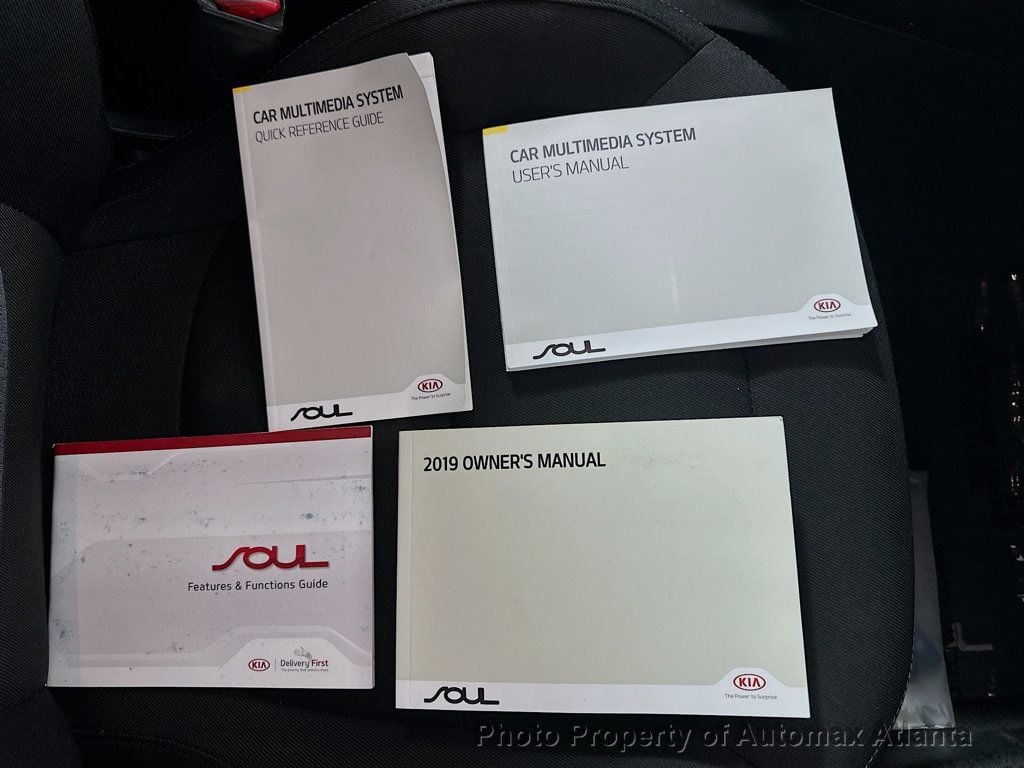 CAR MULTIMEDIA SYSTEM
QUICK REFERENCE GUIDE
KIA
The Power to Surprise
SOUL
CAR MULTIMEDIA SYSTEM
USER'S MANUAL
KIA
The Power to Surprise
SOUL
SOUL
Features & Functions Guide
KIA Delivery First
2019 OWNER'S MANUAL
KIA
The Power to Surprise
SOUL
Photo Property of Automax Atlanta